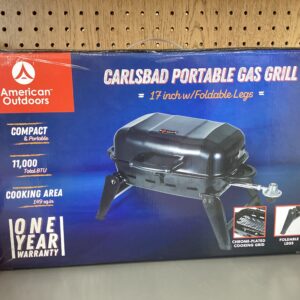 American
Outdoors
CARLSBAD PORTABLE GAS GRILL
17 inch w/Foldable Legs
COMPACT
& Portable
11,000
Total BTU
COOKING AREA
ONE
YEAR
WARRANTY
CHROME-PLATED
COOKING GRID
FOLDABLE
LEGS